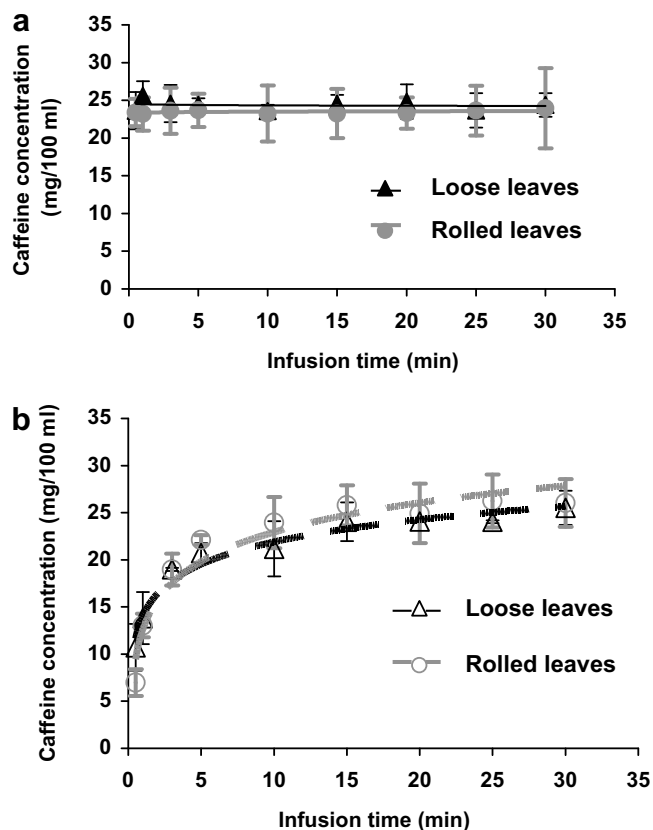 a
Caffeine concentration
(mg/100 ml)
35
30
25
20
15
10
5
0
Loose leaves
Rolled leaves
0 5 10 15 20 25 30 35
Infusion time (min)
b
Caffeine concentration (mg/100 ml)
35
30
25
20
15
10
5
0
Loose leaves
Rolled leaves
0 5 10 15 20 25 30 35
Infusion time (min)